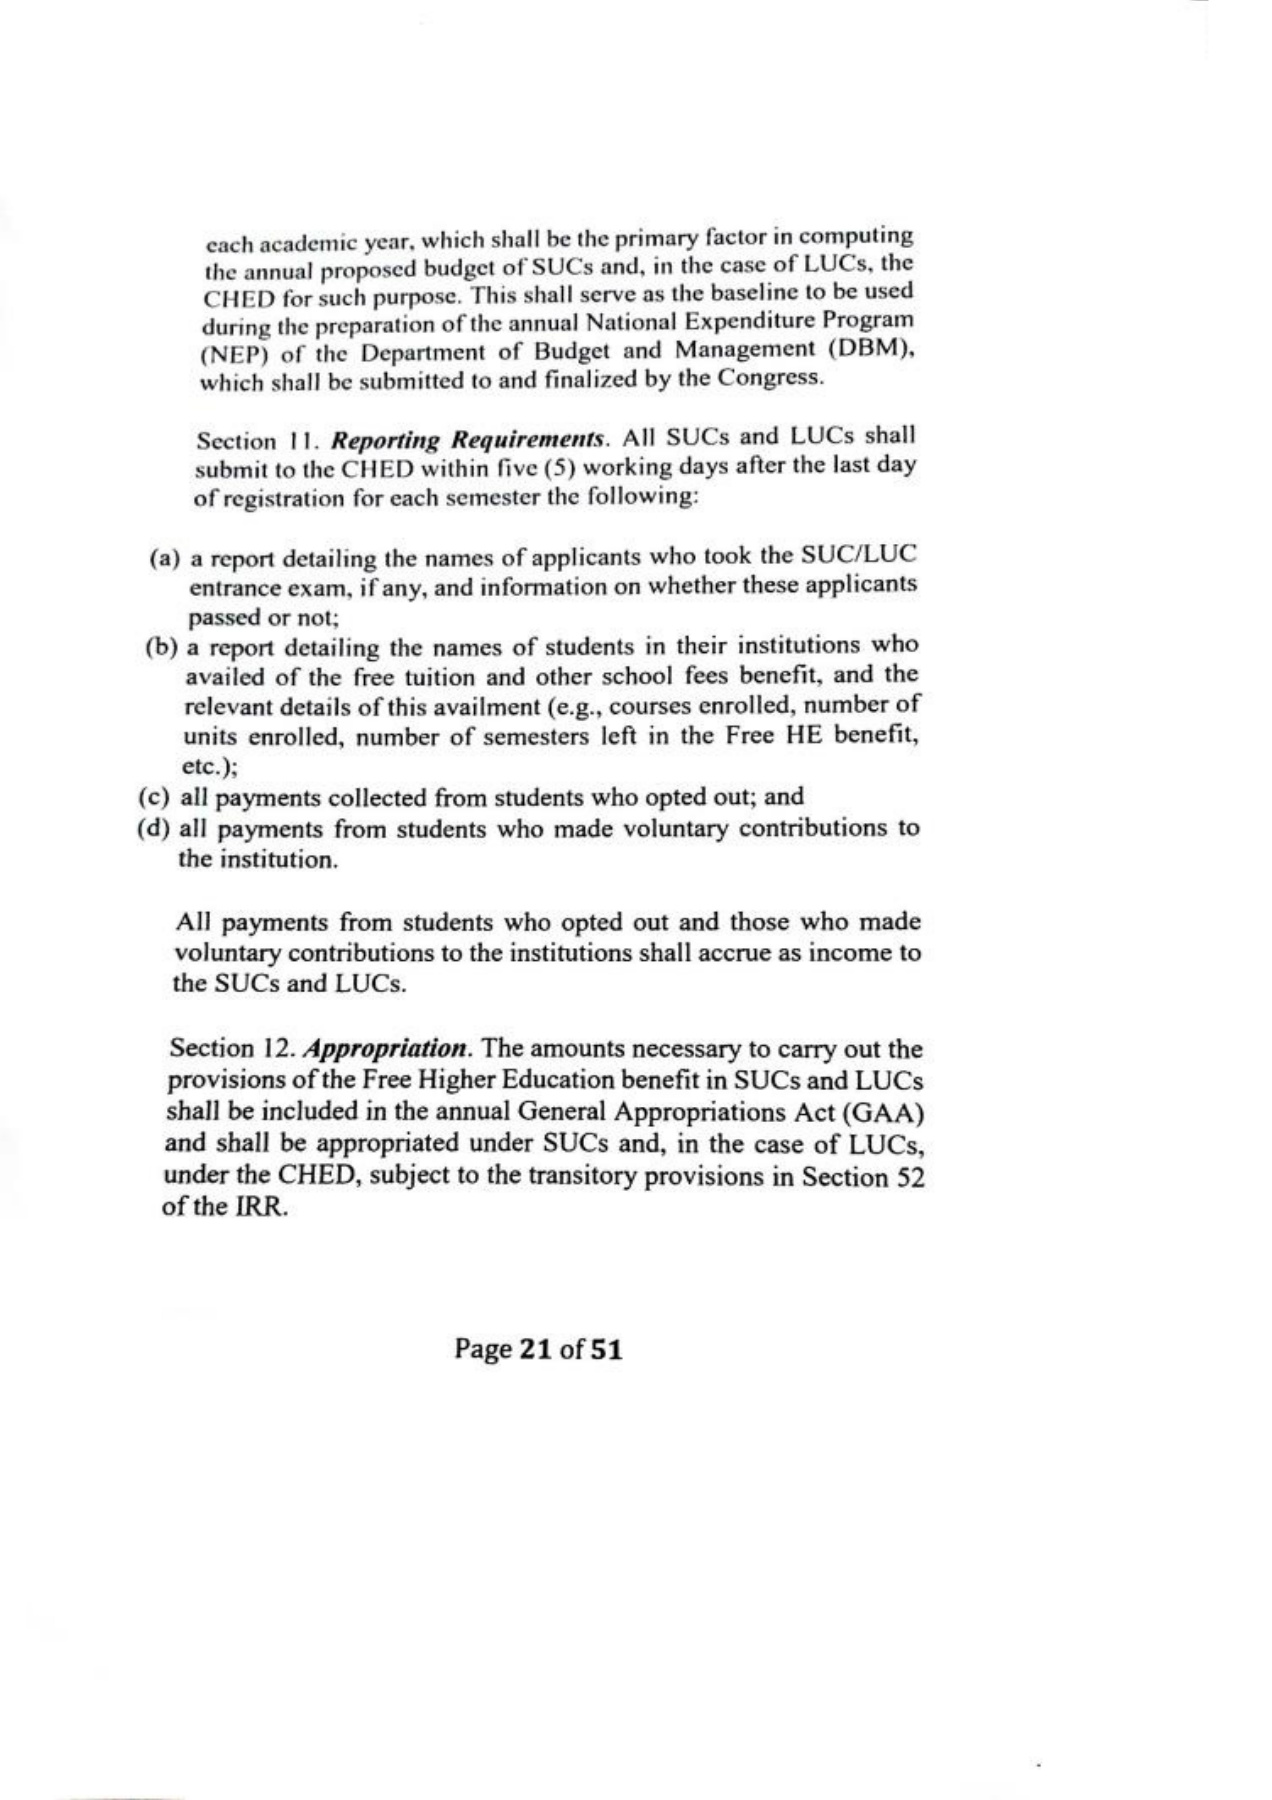 each academic year, which shall be the primary factor in computing
the annual proposed budget of SUCs and, in the case of LUCs, the
CHED for such purpose. This shall serve as the baseline to be used
during the preparation of the annual National Expenditure Program
(NEP) of the Department of Budget and Management (DBM),
which shall be submitted to and finalized by the Congress.
Section 11. Reporting Requirements. All SUCs and LUCs shall
submit to the CHED within five (5) working days after the last day
of registration for each semester the following:
(a) a report detailing the names of applicants who took the SUC/LUC
entrance exam, if any, and information on whether these applicants
passed or not;
(b) a report detailing the names of students in their institutions who
availed of the free tuition and other school fees benefit, and the
relevant details of this availment (e.g., courses enrolled, number of
units enrolled, number of semesters left in the Free HE benefit,
etc.);
(c) all payments collected from students who opted out; and
(d) all payments from students who made voluntary contributions to
the institution.
All payments from students who opted out and those who made
voluntary contributions to the institutions shall accrue as income to
the SUCs and LUCs.
Section 12. Appropriation. The amounts necessary to carry out the
provisions of the Free Higher Education benefit in SUCs and LUCs
shall be included in the annual General Appropriations Act (GAA)
and shall be appropriated under SUCs and, in the case of LUCs,
under the CHED, subject to the transitory provisions in Section 52
of the IRR.
Page 21 of 51